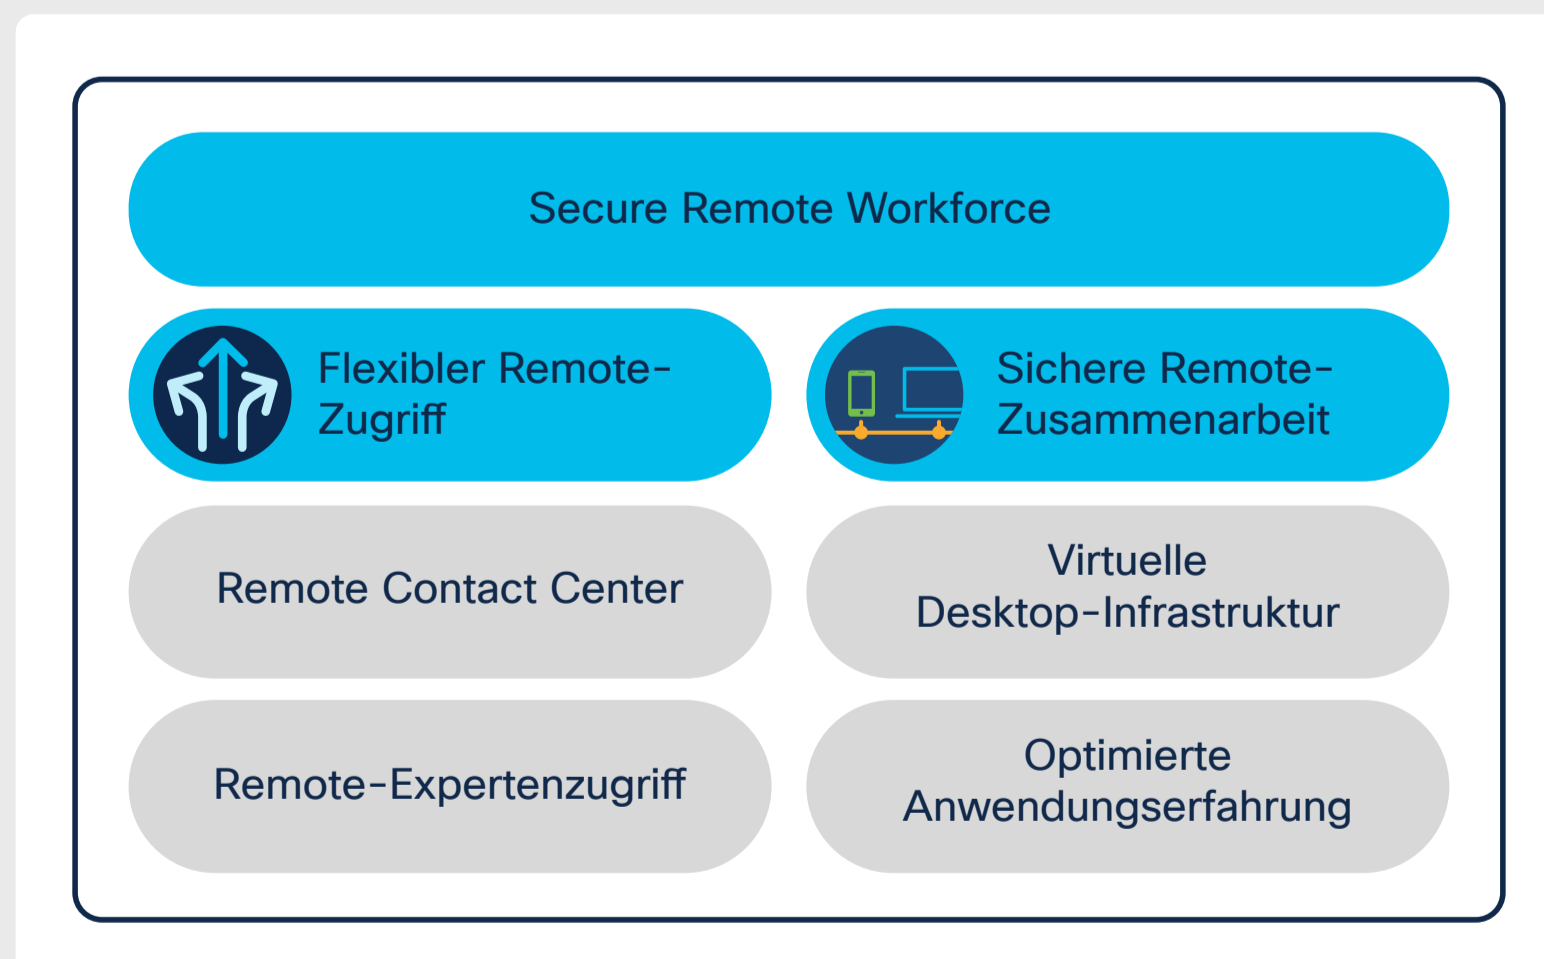 Secure Remote Workforce
Flexibler Remote-
Zugriff
Sichere Remote-
Zusammenarbeit
Remote Contact Center
Virtuelle
Desktop-Infrastruktur
Remote-Expertenzugriff
Optimierte
Anwendungserfahrung